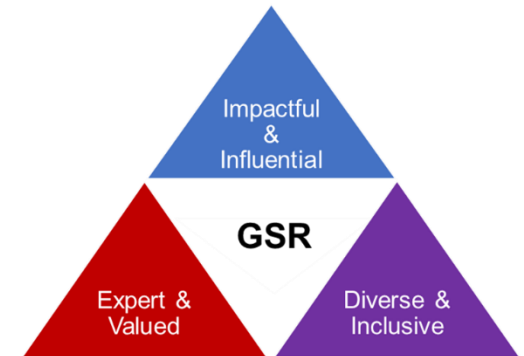 Impactful
&
Influential
GSR
Expert &
Valued
Diverse &
Inclusive